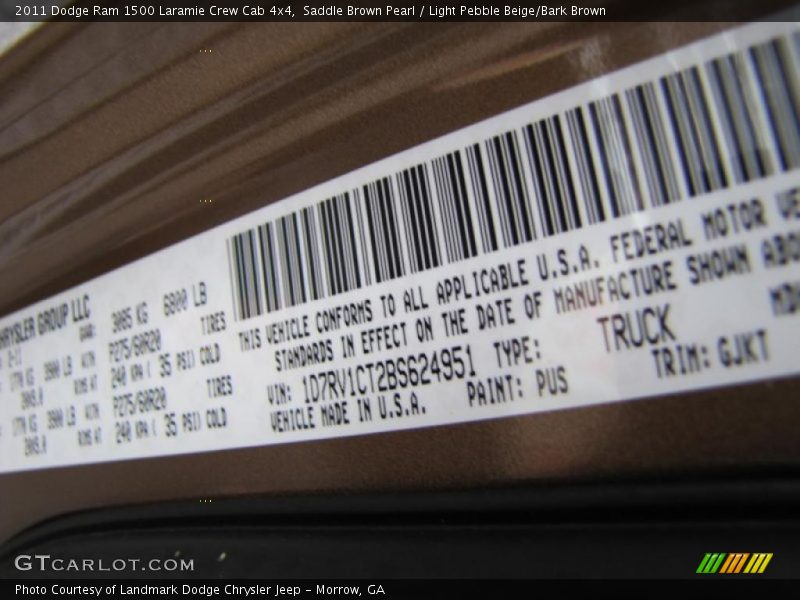 2011 Dodge Ram 1500 Laramie Crew Cab 4x4, Saddle Brown Pearl / Light Pebble Beige/Bark Brown
CHRYSLER GROUP LLC
3085 KG 6800 LB
TIRES
P275/60R20
240 KPA ( 35 PSI) COLD
TIRES
P275/60R20
240 KPA ( 35 PSI) COLD
THIS VEHICLE CONFORMS TO ALL APPLICABLE U.S.A. FEDERAL MOTOR VE
STANDARDS IN EFFECT ON THE DATE OF MANUFACTURE SHOWN ABO
VIN: 1D7RV1CT2BS624951 TYPE: TRUCK
VEHICLE MADE IN U.S.A. PAINT: PUS TRIM: GJKT
GTCARLOT.COM
Photo Courtesy of Landmark Dodge Chrysler Jeep – Morrow, GA